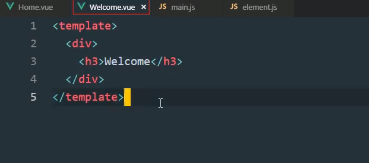 Home.vue Welcome.vue × main.js element.js
1 <template>
2 <div>
3 <h3>Welcome</h3>
4 </div>
5 </template>